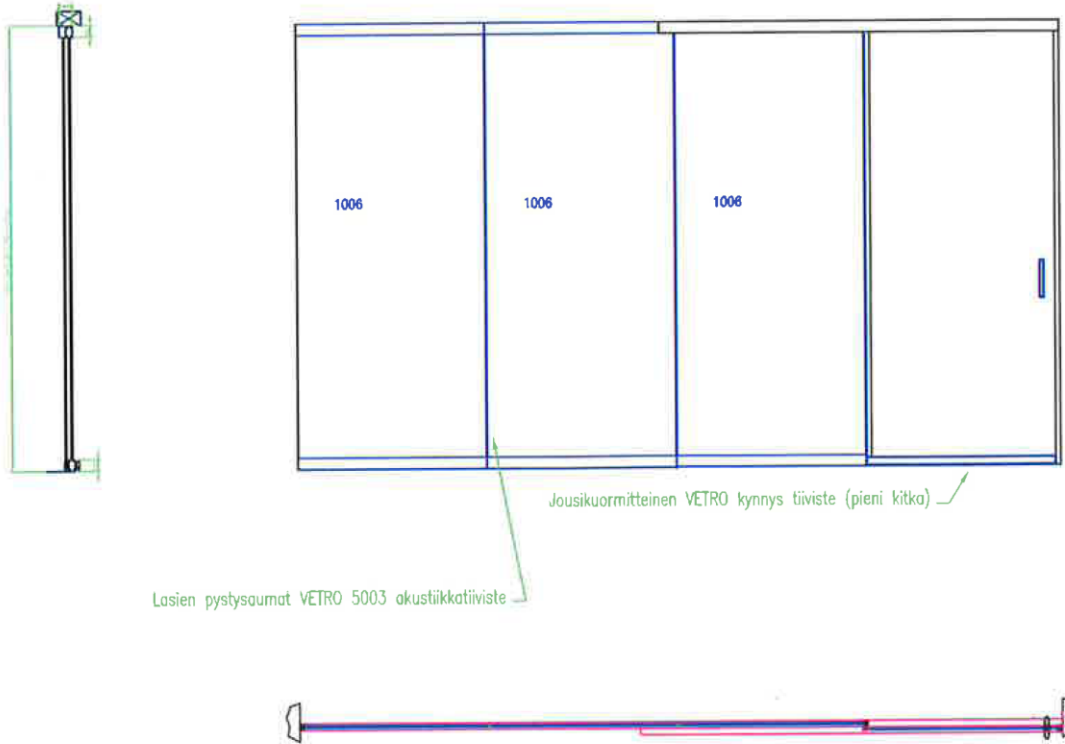 1006 1006 1006
Jousikuormitteinen VETRO kynnys tiiviste (pieni kitka)
Lasien pystysaumat VETRO 5003 akustiikkatiiviste